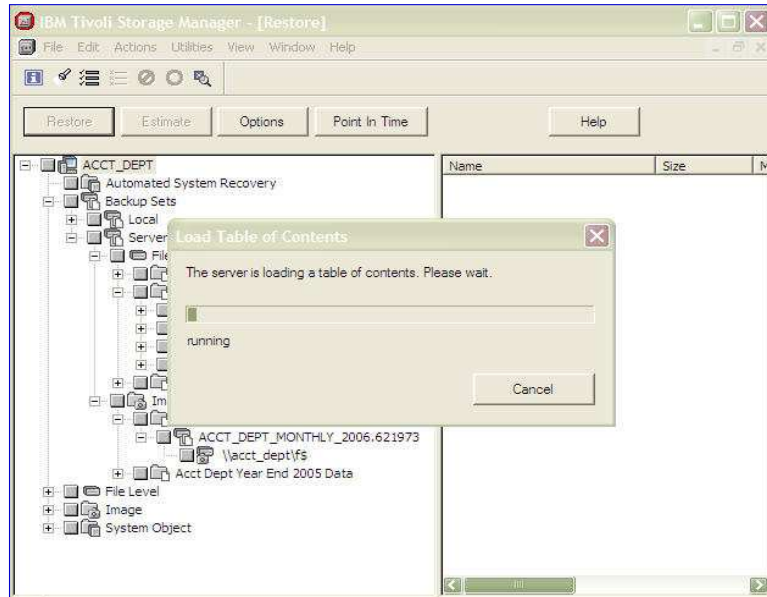 IBM Tivoli Storage Manager - [Restore]
File Edit Actions Utilities View Window Help
Restore Estimate Options Point In Time Help
ACCT_DEPT
Name Size
Automated System Recovery
Backup Sets
Local
Server
File
Load Table of Contents
The server is loading a table of contents. Please wait.
running
Cancel
Im
ACCT_DEPT_MONTHLY_2006.621973
\\acct_dept\f$
Acct Dept Year End 2005 Data
File Level
Image
System Object